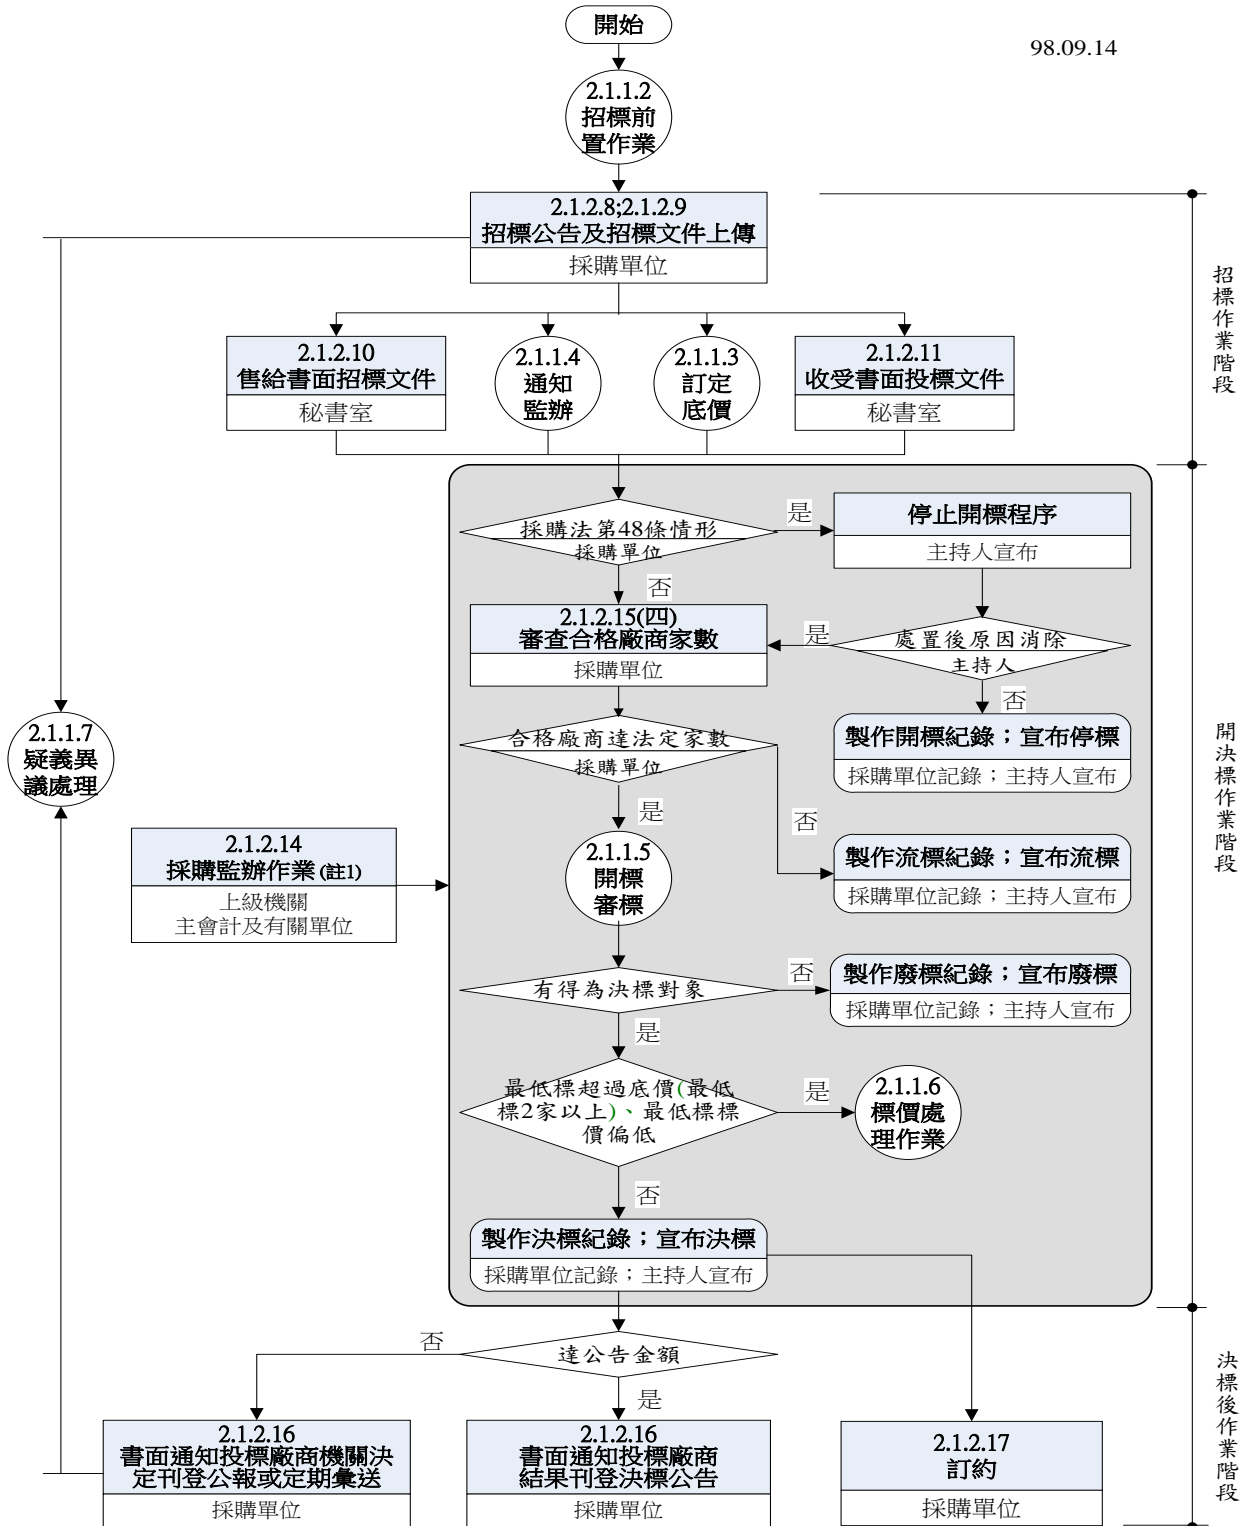 開始
98.09.14
2.1.1.2
招標前
置作業
2.1.2.8;2.1.2.9
招標公告及招標文件上傳
採購單位
招標作業階段
2.1.2.10
售給書面招標文件
秘書室
2.1.1.4
通知
監辦
2.1.1.3
訂定
底價
2.1.2.11
收受書面投標文件
秘書室
採購法第48條情形
採購單位
是
停止開標程序
主持人宣布
否
2.1.2.15(四)
審查合格廠商家數
採購單位
是
處置後原因消除
主持人
否
製作開標紀錄；宣布停標
採購單位記錄；主持人宣布
合格廠商達法定家數
採購單位
開決標作業階段
2.1.1.7
疑義異
議處理
是
否
2.1.2.14
採購監辦作業(註1)
上級機關
主會計及有關單位
2.1.1.5
開標
審標
製作流標紀錄；宣布流標
採購單位記錄；主持人宣布
有得為決標對象
否
製作廢標紀錄；宣布廢標
採購單位記錄；主持人宣布
是
最低標超過底價(最低
標2家以上)、最低標標
價偏低
是
2.1.1.6
標價處
理作業
否
製作決標紀錄；宣布決標
採購單位記錄；主持人宣布
達公告金額
否
是
決標後作業階段
2.1.2.16
書面通知投標廠商機關決
定刊登公報或定期彙送
採購單位
2.1.2.16
書面通知投標廠商
結果刊登決標公告
採購單位
2.1.2.17
訂約
採購單位